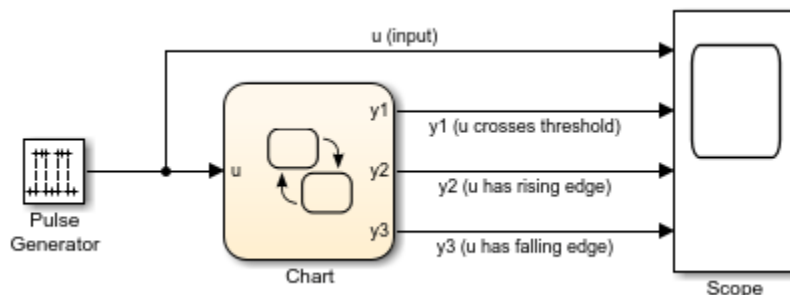 u (input)
u
y1
y1 (u crosses threshold)
y2
y2 (u has rising edge)
y3
y3 (u has falling edge)
Pulse
Generator
Chart
Scope